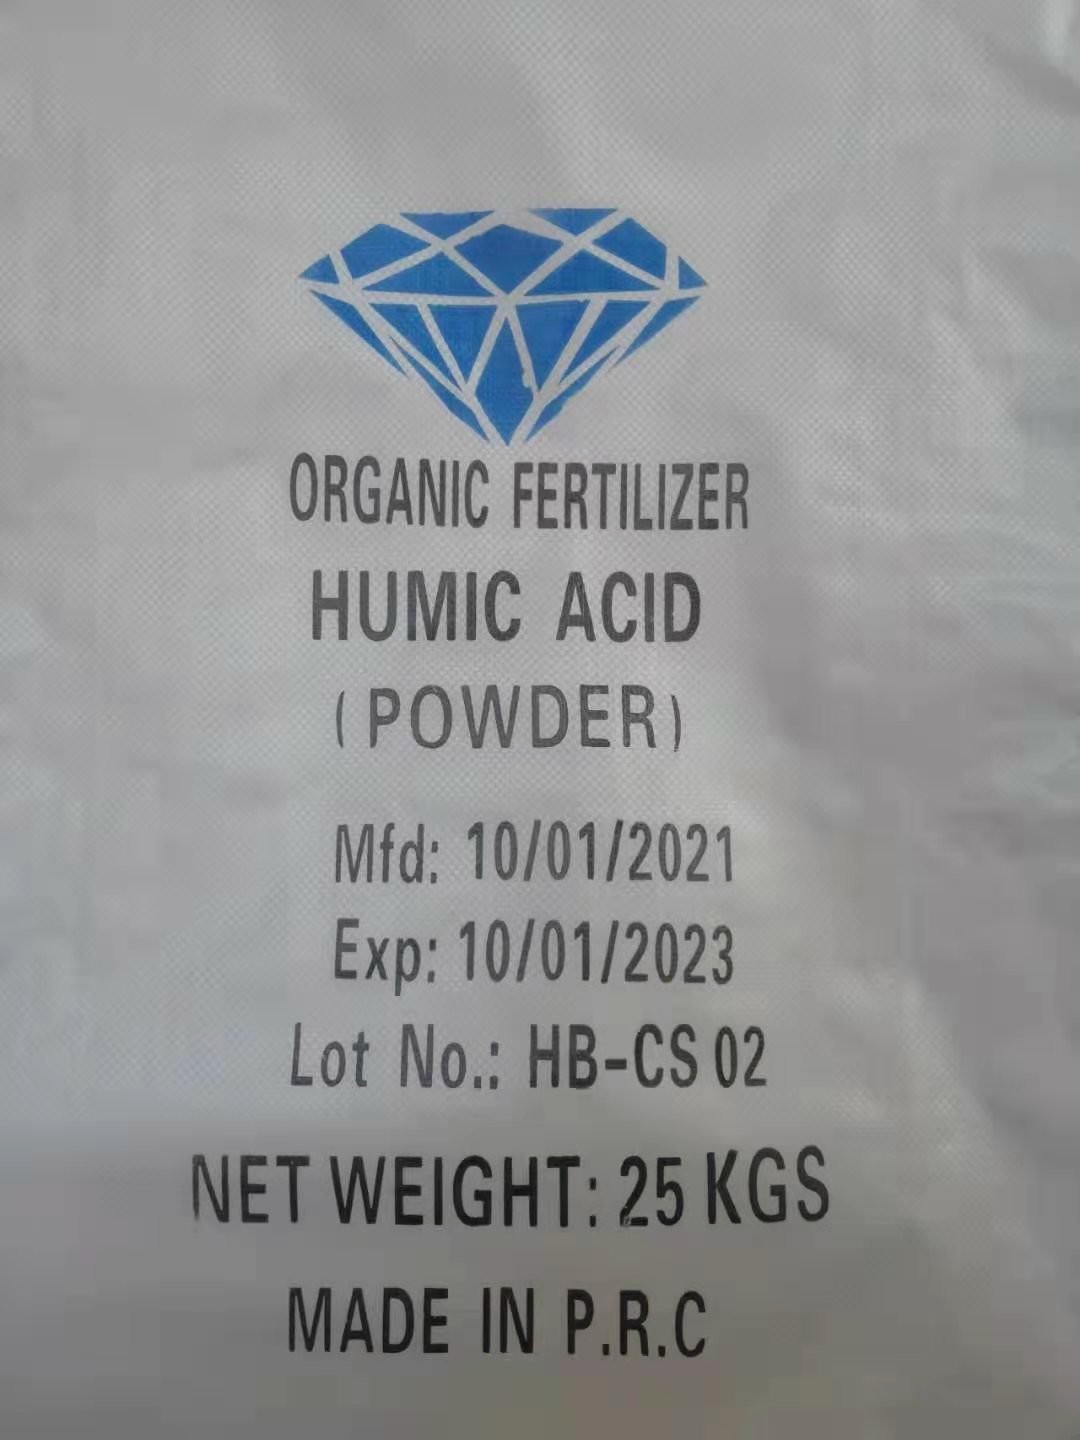 ORGANIC FERTILIZER
HUMIC ACID
(POWDER)
Mfd: 10/01/2021
Exp: 10/01/2023
Lot No.: HB-CS 02
NET WEIGHT: 25 KGS
MADE IN P.R.C